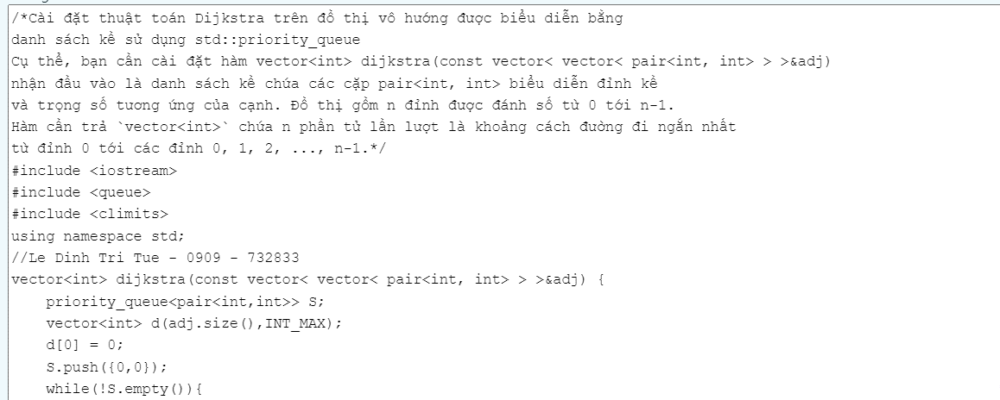 /*Cài đặt thuật toán Dijkstra trên đồ thị vô hướng được biểu diễn bằng
danh sách kề sử dụng std::priority_queue
Cụ thể, bạn cần cài đặt hàm vector<int> dijkstra(const vector< vector< pair<int, int> > >&adj)
nhận đầu vào là danh sách kề chứa các cặp pair<int, int> biểu diễn đỉnh kề
và trọng số tương ứng của cạnh. Đồ thị gồm n đỉnh được đánh số từ 0 tới n-1.
Hàm cần trả `vector<int>` chứa n phần tử lần lượt là khoảng cách đường đi ngắn nhất
từ đỉnh 0 tới các đỉnh 0, 1, 2, ..., n-1.*/
#include <iostream>
#include <queue>
#include <climits>
using namespace std;
//Le Dinh Tri Tue - 0909 - 732833
vector<int> dijkstra(const vector< vector< pair<int, int> > >&adj) {
    priority_queue<pair<int,int>> S;
    vector<int> d(adj.size(),INT_MAX);
    d[0] = 0;
    S.push({0,0});
    while(!S.empty()){